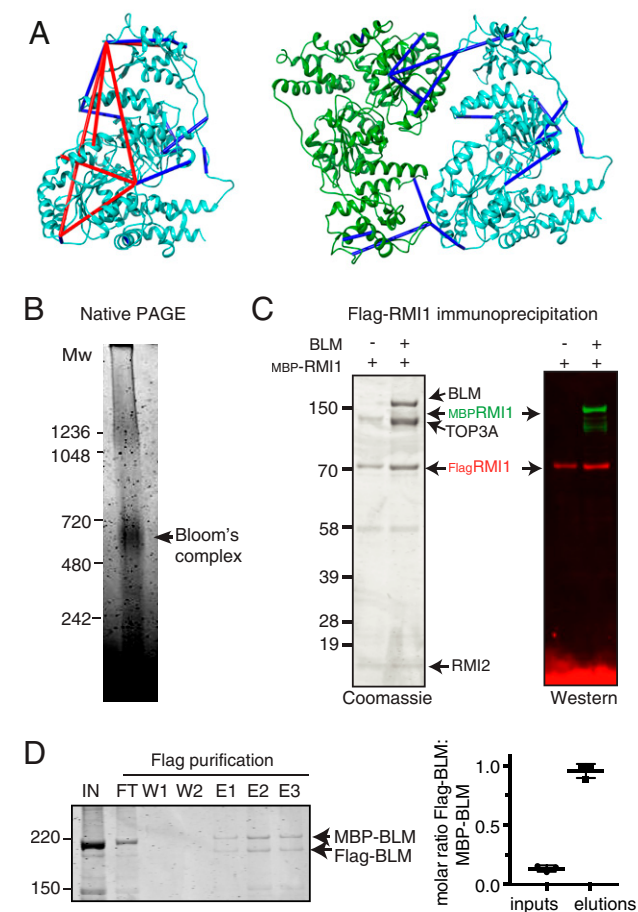 A
B
Native PAGE
Mw
1236
1048
720
480
242
Bloom's
complex
C
Flag-RMI1 immunoprecipitation
BLM - +
MBP-RMI1 + +
- +
+ +
150
70
58
39
28
19
BLM
MBPRMI1
TOP3A
FlagRMI1
RMI2
Coomassie
Western
D
Flag purification
IN FT W1 W2 E1 E2 E3
220
150
MBP-BLM
Flag-BLM
molar ratio Flag-BLM:
MBP-BLM
1.0
0.5
0.0
inputs elutions